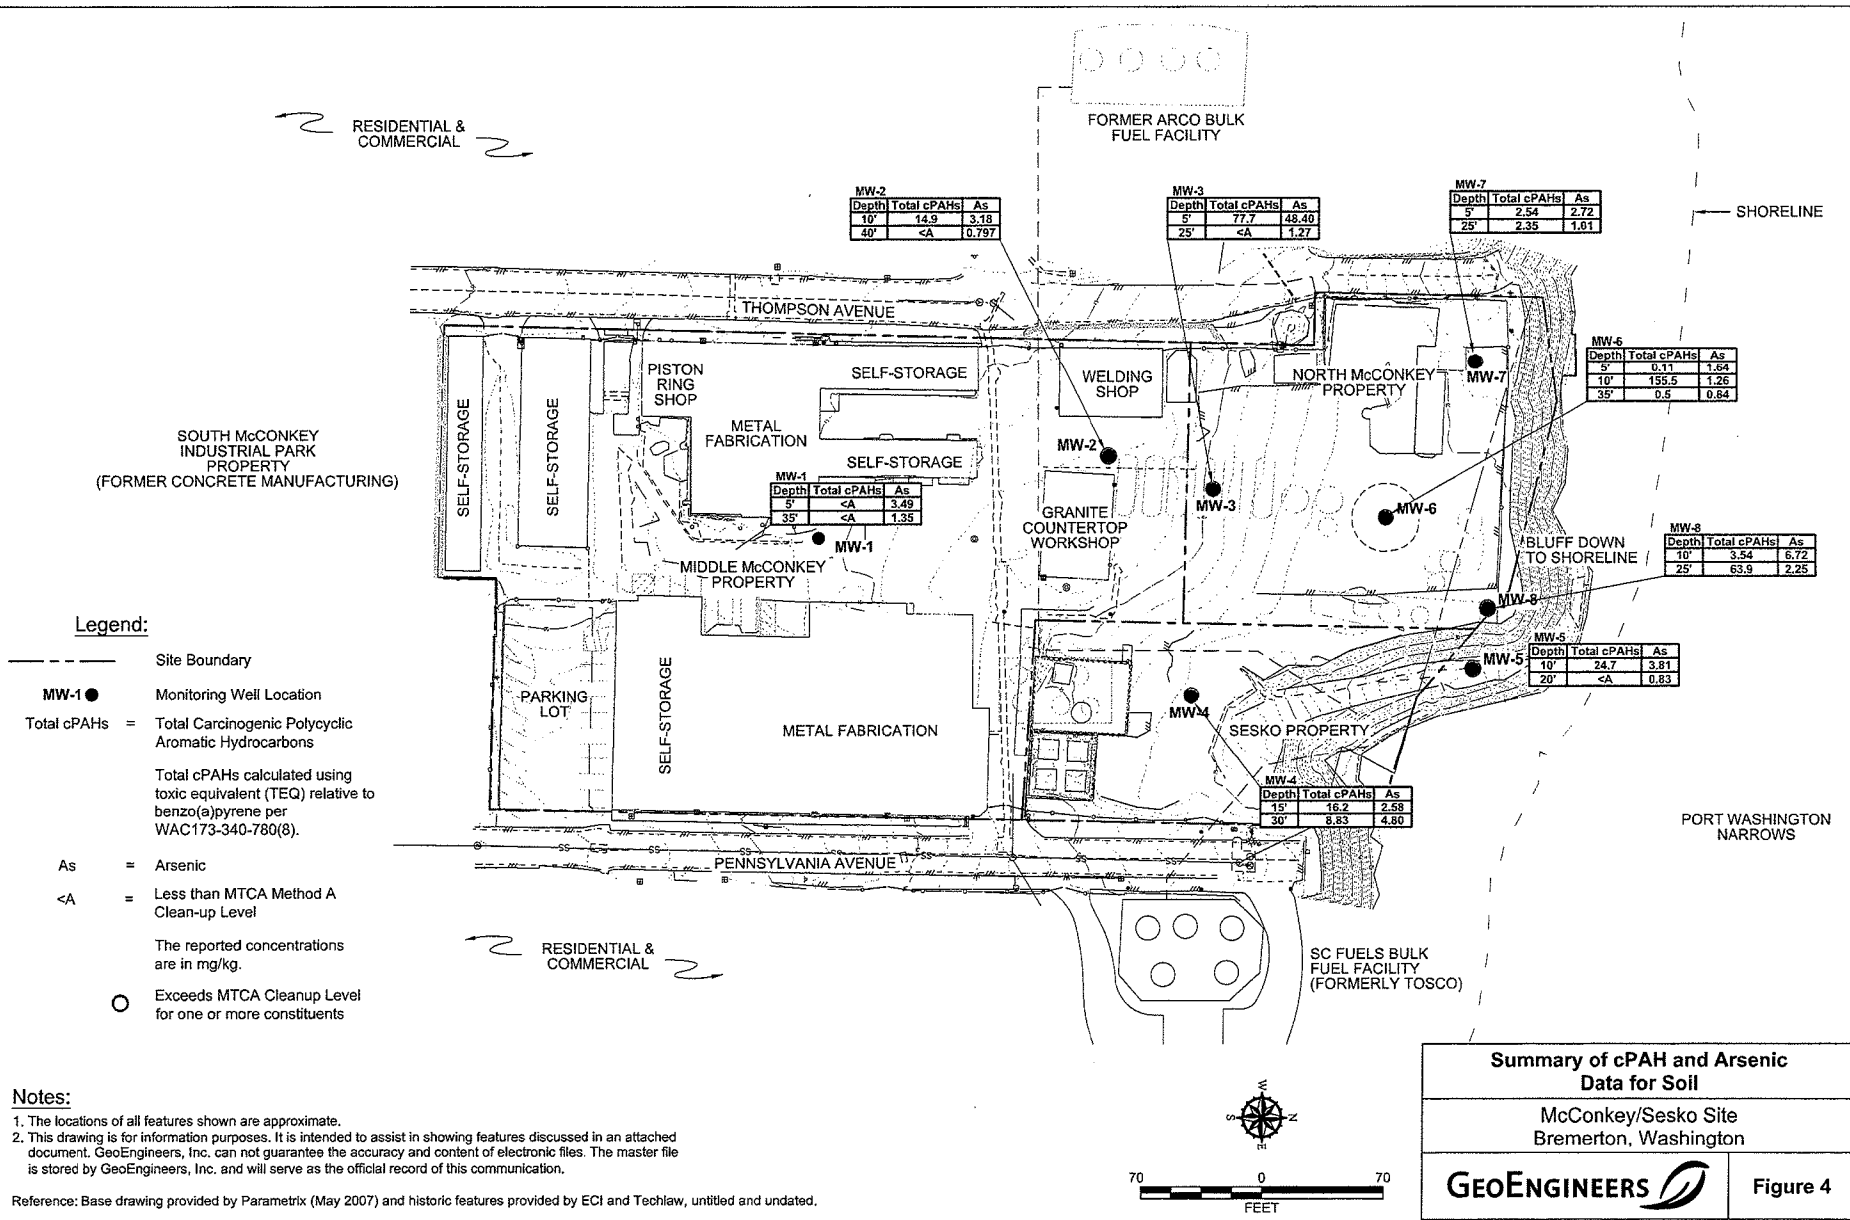 FORMER ARCO BULK
FUEL FACILITY
RESIDENTIAL &
COMMERCIAL
MW-2
Depth Total cPAHs As
10' 14.9 3.18
40' <A 0.797
MW-3
Depth Total cPAHs As
5' 77.7 48.40
25' <A 1.27
MW-7
Depth Total cPAHs As
5' 2.54 2.72
25' 2.35 1.01
SHORELINE
THOMPSON AVENUE
MW-6
Depth Total cPAHs As
5' 0.11 1.64
10' 155.5 1.26
35' 0.5 0.84
PISTON
RING
SHOP
SELF-STORAGE
WELDING
SHOP
NORTH McCONKEY
PROPERTY
MW-7
SELF-STORAGE
SELF-STORAGE
METAL
FABRICATION
SOUTH McCONKEY
INDUSTRIAL PARK
PROPERTY
(FORMER CONCRETE MANUFACTURING)
MW-2
SELF-STORAGE
MW-1
Depth Total cPAHs As
5' <A 3.49
35' <A 1.35
MW-3
MW-6
GRANITE
COUNTERTOP
WORKSHOP
MW-1
MIDDLE McCONKEY
PROPERTY
BLUFF DOWN
TO SHORELINE
MW-8
Depth Total cPAHs As
10' 3.54 6.72
25' 63.9 2.25
MW-8
MW-5
Depth Total cPAHs As
10' 24.7 3.81
20' <A 0.83
MW-5
PARKING
LOT
SELF-STORAGE
METAL FABRICATION
MW-4
SESKO PROPERTY
MW-4
Depth Total cPAHs As
15' 16.2 2.58
30' 8.83 4.80
PORT WASHINGTON
NARROWS
SS SS SS SS SS
PENNSYLVANIA AVENUE
RESIDENTIAL &
COMMERCIAL
SC FUELS BULK
FUEL FACILITY
(FORMERLY TOSCO)
Legend:
Site Boundary
MW-1 Monitoring Well Location
Total cPAHs = Total Carcinogenic Polycyclic
Aromatic Hydrocarbons
Total cPAHs calculated using
toxic equivalent (TEQ) relative to
benzo(a)pyrene per
WAC173-340-780(8).
As = Arsenic
<A = Less than MTCA Method A
Clean-up Level
The reported concentrations
are in mg/kg.
Exceeds MTCA Cleanup Level
for one or more constituents
Notes:
1. The locations of all features shown are approximate.
2. This drawing is for information purposes. It is intended to assist in showing features discussed in an attached
document. GeoEngineers, Inc. can not guarantee the accuracy and content of electronic files. The master file
is stored by GeoEngineers, Inc. and will serve as the official record of this communication.
Reference: Base drawing provided by Parametrix (May 2007) and historic features provided by ECI and Techlaw, untitled and undated.
W
S N
E
70 0 70
FEET
Summary of cPAH and Arsenic
Data for Soil
McConkey/Sesko Site
Bremerton, Washington
GEOENGINEERS
Figure 4